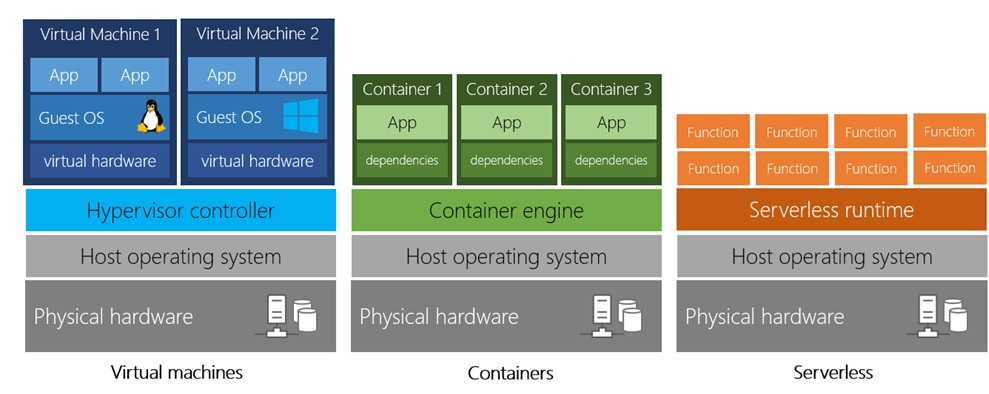 Virtual Machine 1
App App
Guest OS
virtual hardware
Virtual Machine 2
App App
Guest OS
virtual hardware
Hypervisor controller
Host operating system
Physical hardware
Virtual machines
Container 1
App
dependencies
Container 2
App
dependencies
Container 3
App
dependencies
Container engine
Host operating system
Physical hardware
Containers
Function Function Function Function
Function Function Function Function
Serverless runtime
Host operating system
Physical hardware
Serverless